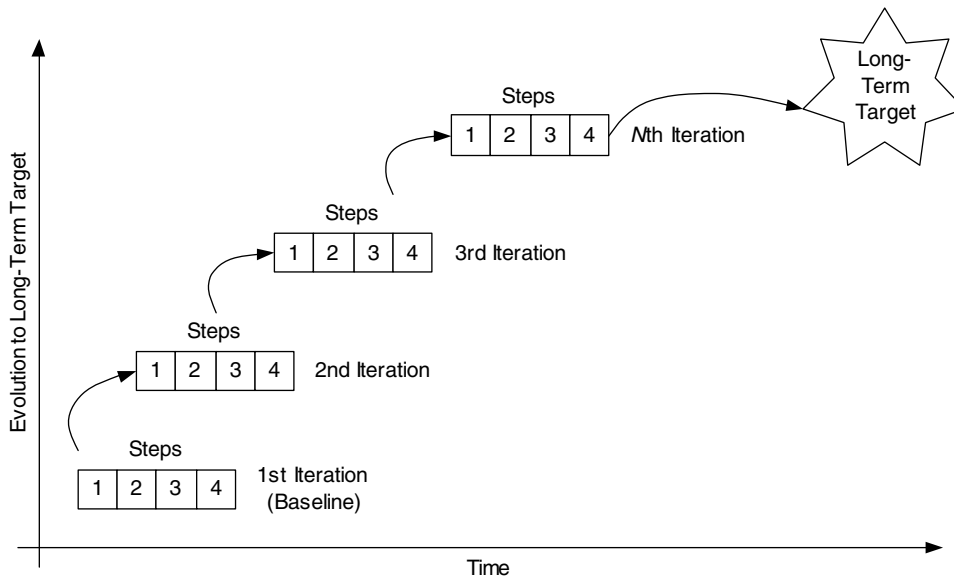 Long-
Term
Target
Steps
1 2 3 4
Nth Iteration
Steps
1 2 3 4
3rd Iteration
Steps
1 2 3 4
2nd Iteration
Steps
1 2 3 4
1st Iteration
(Baseline)
Evolution to Long-Term Target
Time